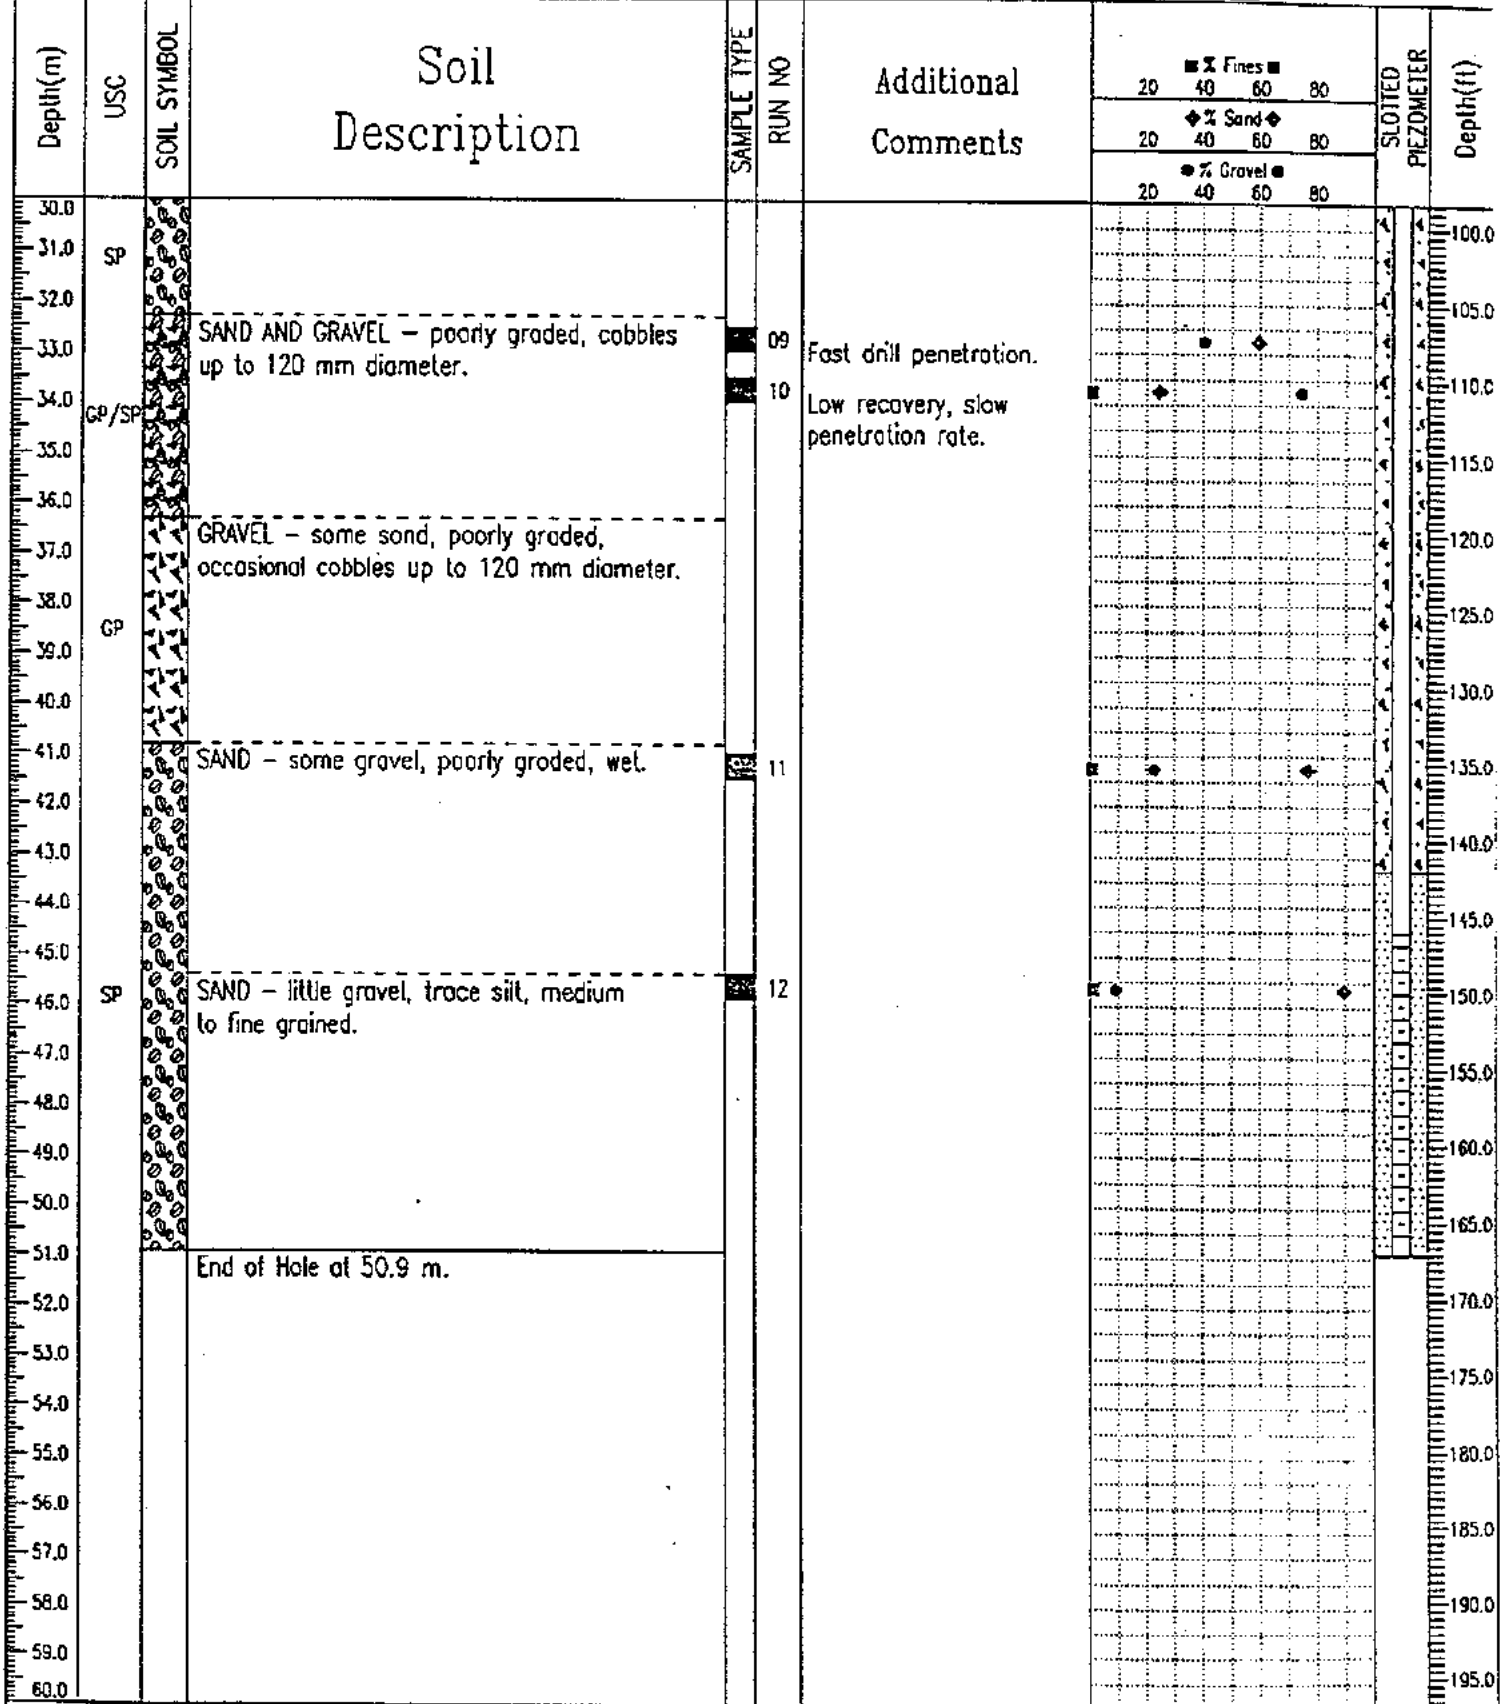 Depth(m)
USC
SOIL SYMBOL
Soil
Description
SAMPLE TYPE
RUN NO
Additional
Comments
■ % Fines ■
20 40 60 80
◆ % Sand ◆
20 40 60 80
● % Gravel ●
20 40 60 80
SLOTTED
PIEZOMETER
Depth(ft)
30.0
31.0
32.0
33.0
34.0
35.0
36.0
37.0
38.0
39.0
40.0
41.0
42.0
43.0
44.0
45.0
46.0
47.0
48.0
49.0
50.0
51.0
52.0
53.0
54.0
55.0
56.0
57.0
58.0
59.0
60.0
SP
GP/SP
GP
SP
SAND AND GRAVEL – poorly graded, cobbles
up to 120 mm diameter.
GRAVEL – some sand, poorly graded,
occasional cobbles up to 120 mm diameter.
SAND – some gravel, poorly graded, wet.
SAND – little gravel, trace silt, medium
to fine grained.
End of Hole at 50.9 m.
09
10
11
12
Fast drill penetration.
Low recovery, slow
penetration rate.
100.0
105.0
110.0
115.0
120.0
125.0
130.0
135.0
140.0
145.0
150.0
155.0
160.0
165.0
170.0
175.0
180.0
185.0
190.0
195.0